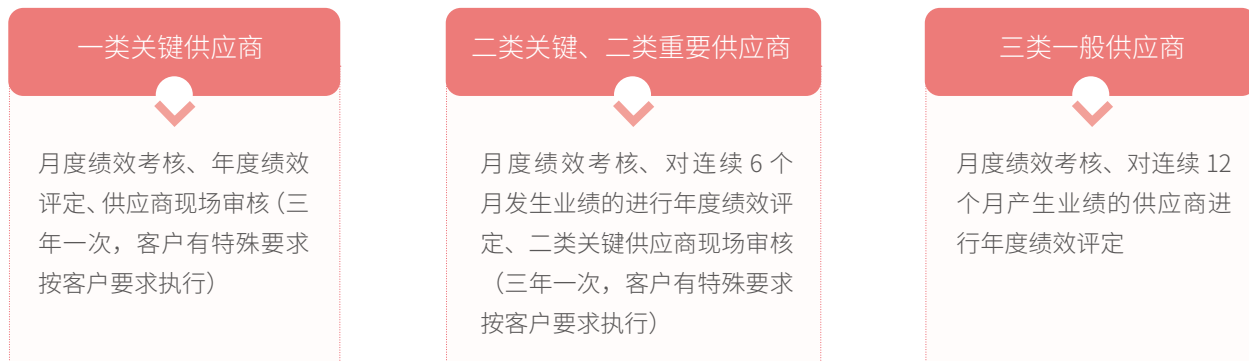 一类关键供应商
月度绩效考核、年度绩效
评定、供应商现场审核（三
年一次，客户有特殊要求
按客户要求执行）
二类关键、二类重要供应商
月度绩效考核、对连续 6 个
月发生业绩的进行年度绩效评
定、二类关键供应商现场审核
（三年一次，客户有特殊要求
按客户要求执行）
三类一般供应商
月度绩效考核、对连续 12
个月产生业绩的供应商进
行年度绩效评定